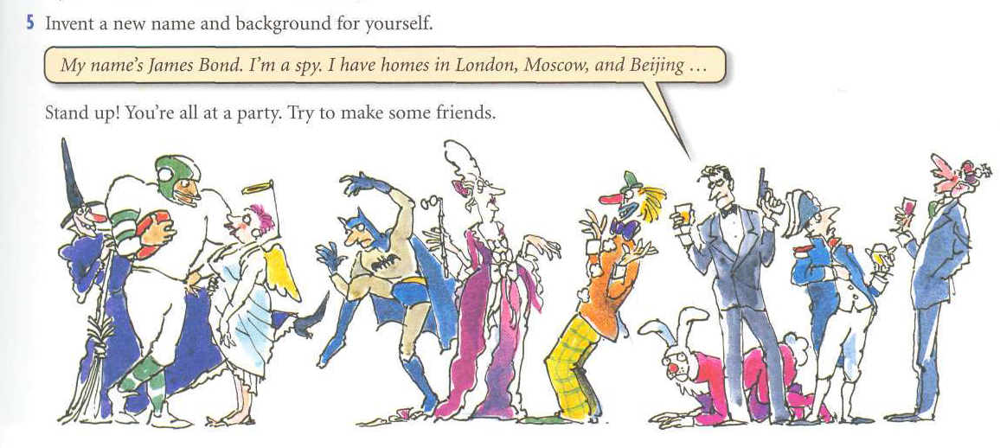 5 Invent a new name and background for yourself.
My name's James Bond. I'm a spy. I have homes in London, Moscow, and Beijing …
Stand up! You're all at a party. Try to make some friends.